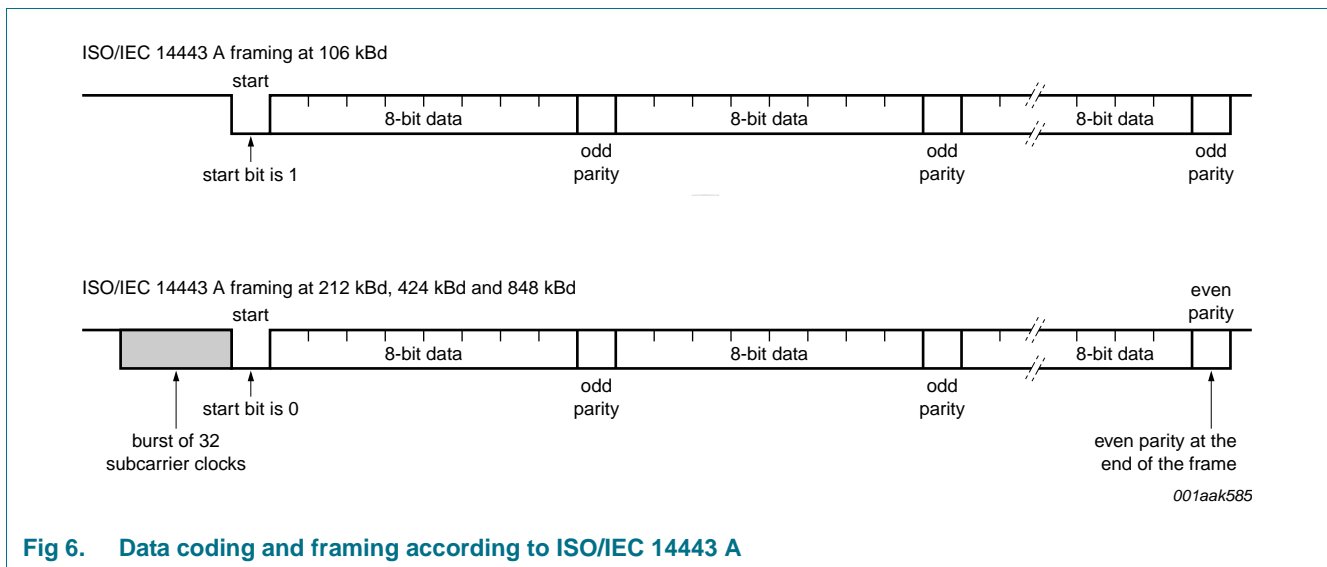 ISO/IEC 14443 A framing at 106 kBd
start
8-bit data
8-bit data
8-bit data
odd
parity
odd
parity
odd
parity
start bit is 1
ISO/IEC 14443 A framing at 212 kBd, 424 kBd and 848 kBd
even
parity
start
8-bit data
8-bit data
8-bit data
odd
parity
odd
parity
start bit is 0
burst of 32
subcarrier clocks
even parity at the
end of the frame
001aak585
Fig 6. Data coding and framing according to ISO/IEC 14443 A